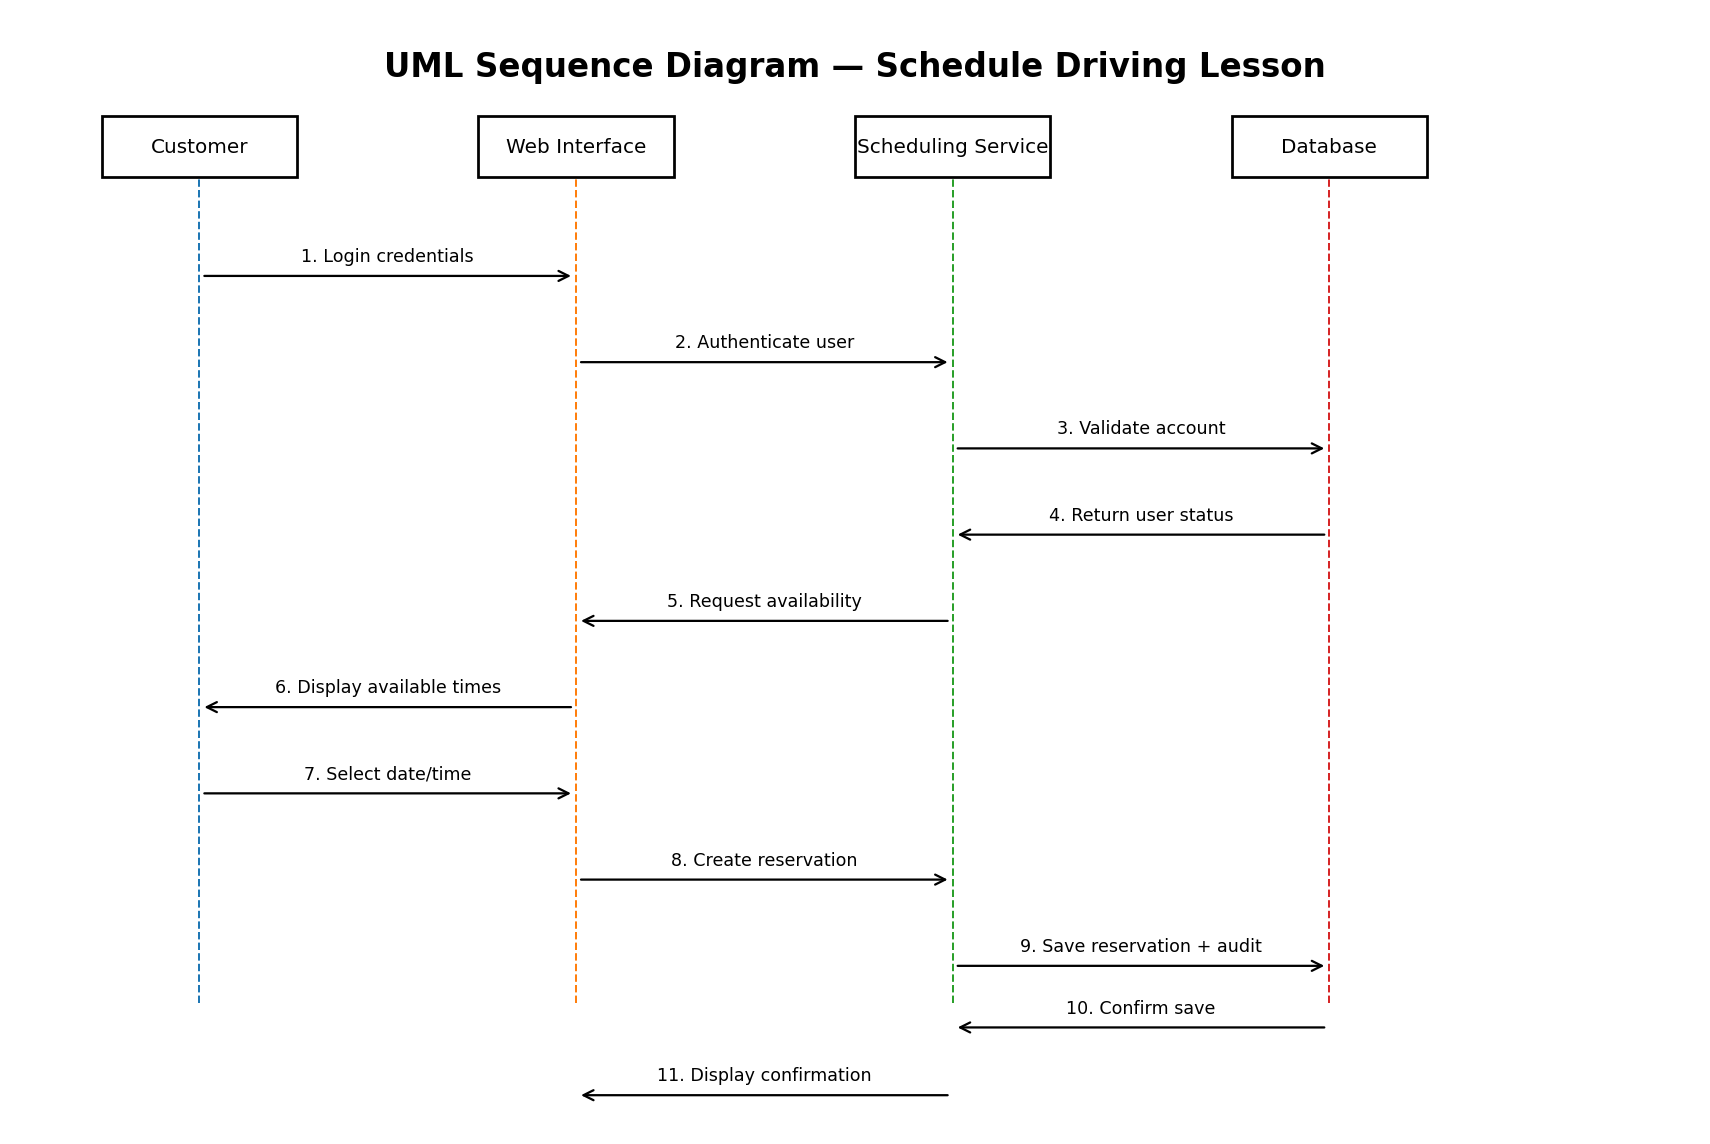 UML Sequence Diagram — Schedule Driving Lesson
Customer
Web Interface
Scheduling Service
Database
1. Login credentials
2. Authenticate user
3. Validate account
4. Return user status
5. Request availability
6. Display available times
7. Select date/time
8. Create reservation
9. Save reservation + audit
10. Confirm save
11. Display confirmation